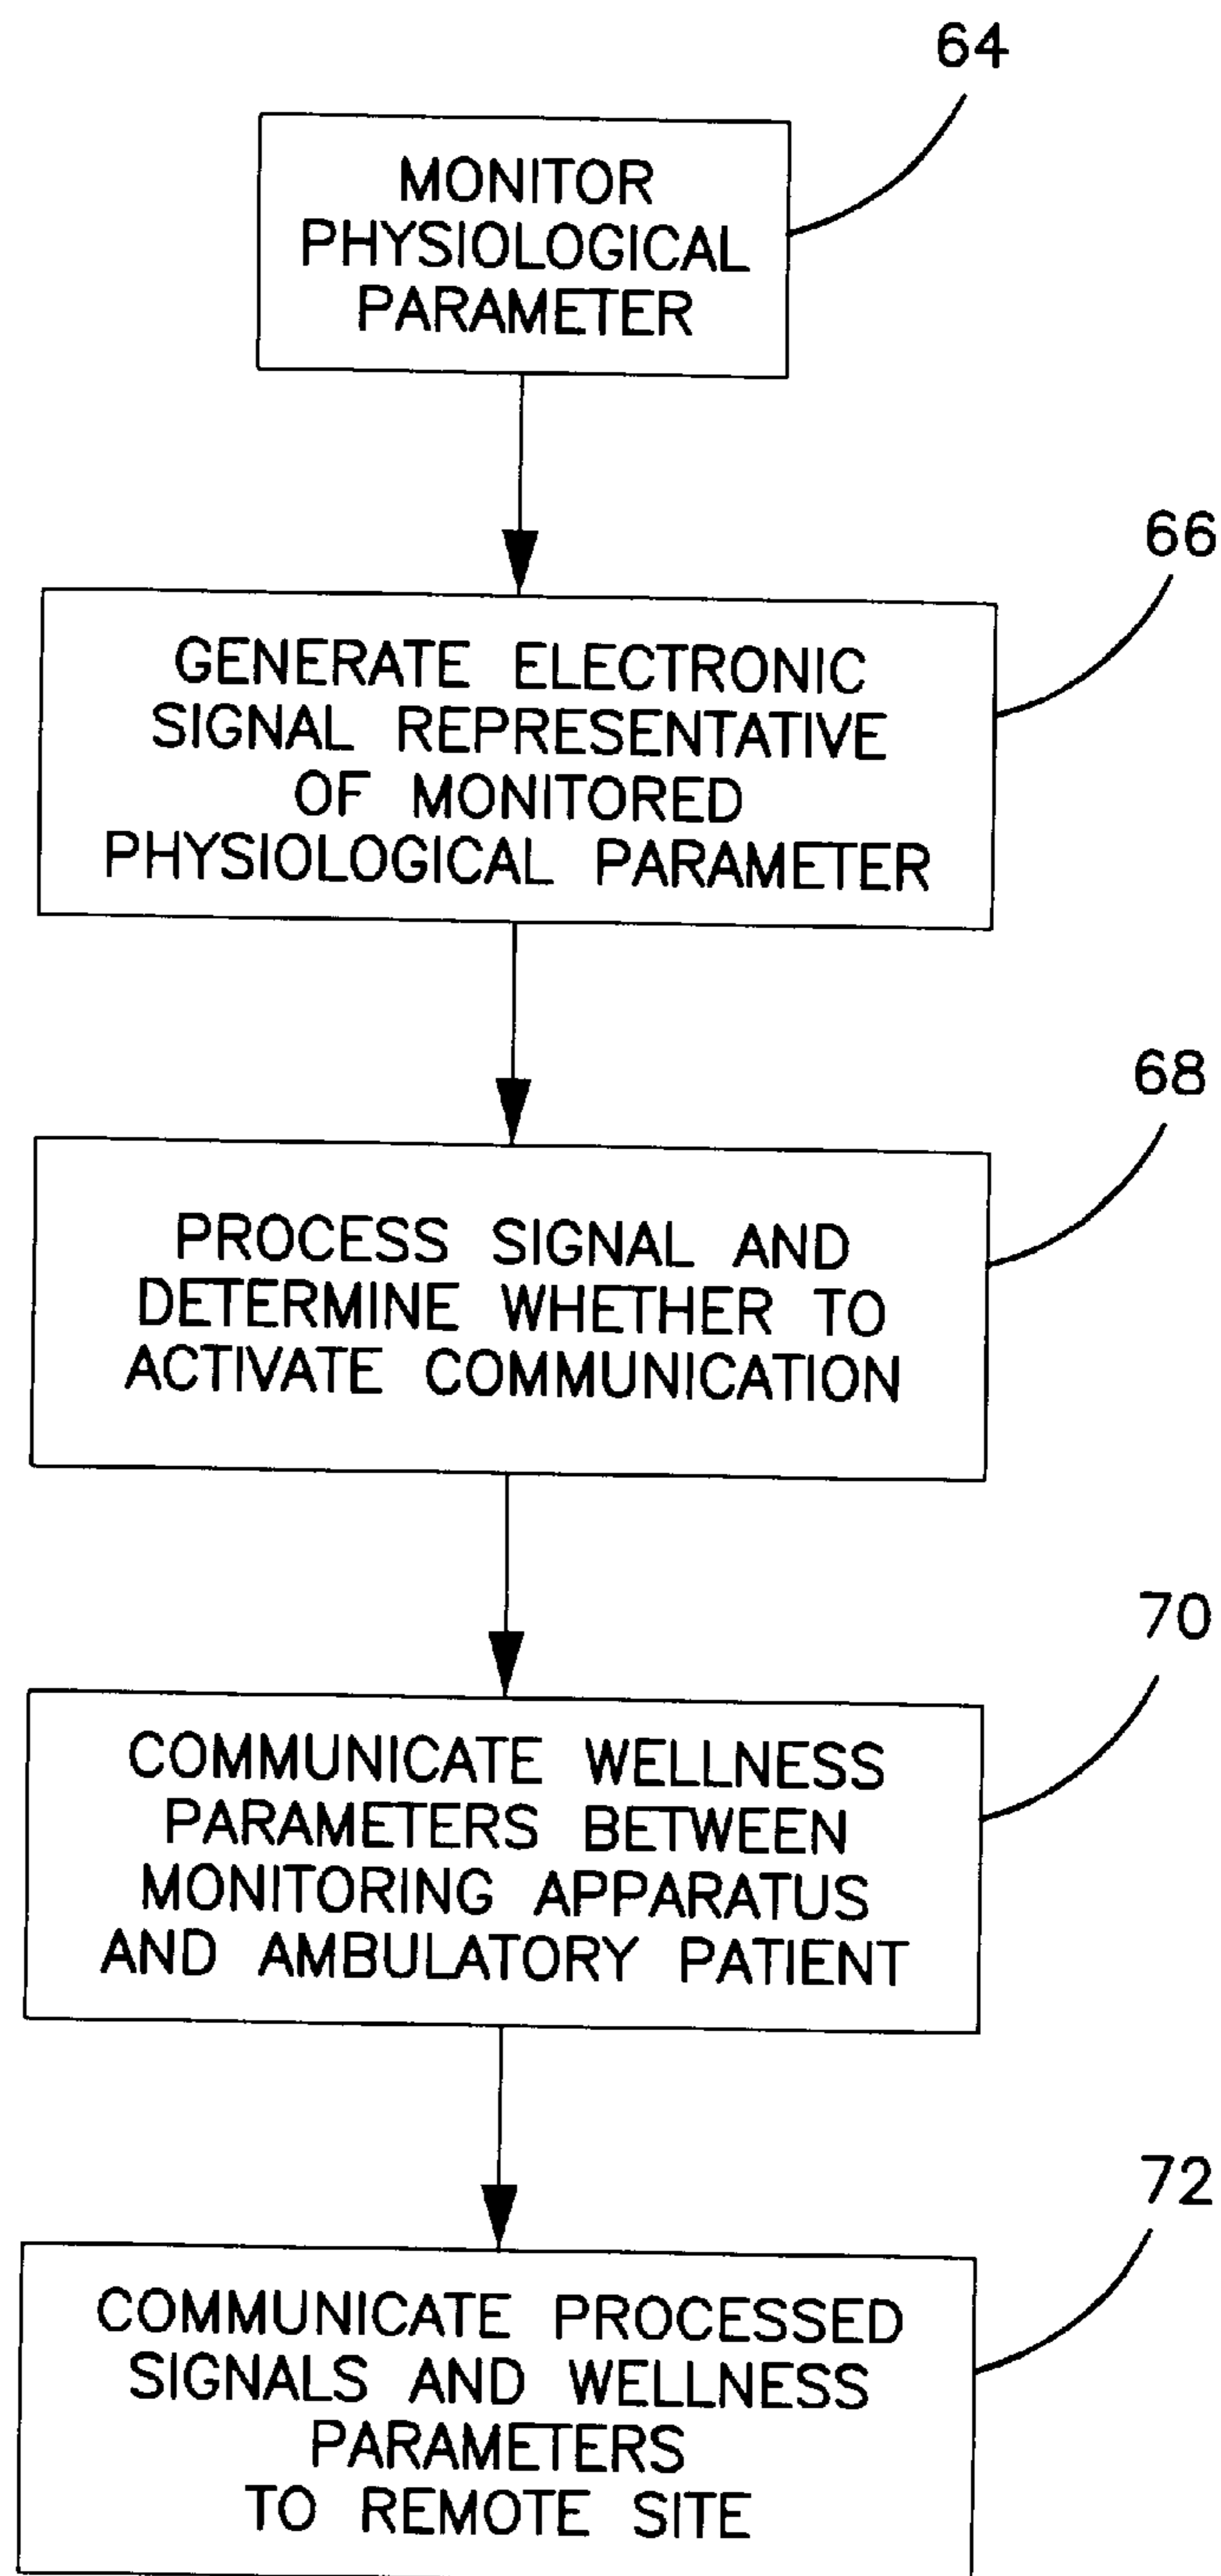 64
MONITOR
PHYSIOLOGICAL
PARAMETER
66
GENERATE ELECTRONIC
SIGNAL REPRESENTATIVE
OF MONITORED
PHYSIOLOGICAL PARAMETER
68
PROCESS SIGNAL AND
DETERMINE WHETHER TO
ACTIVATE COMMUNICATION
70
COMMUNICATE WELLNESS
PARAMETERS BETWEEN
MONITORING APPARATUS
AND AMBULATORY PATIENT
72
COMMUNICATE PROCESSED
SIGNALS AND WELLNESS
PARAMETERS
TO REMOTE SITE